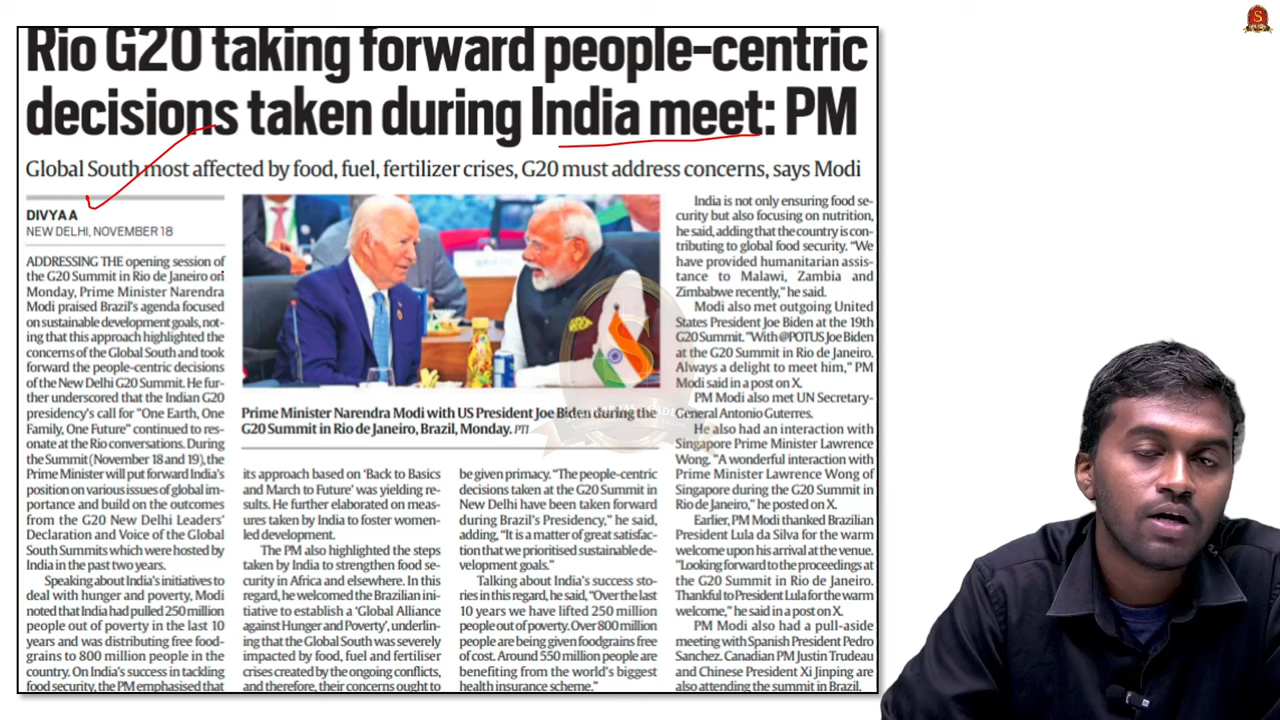 Rio G20 taking forward people-centric
decisions taken during India meet: PM
Global South most affected by food, fuel, fertilizer crises, G20 must address concerns, says Modi
DIVYA A
NEW DELHI, NOVEMBER 18
ADDRESSING THE opening session of
the G20 Summit in Rio de Janeiro on
Monday, Prime Minister Narendra
Modi praised Brazil's agenda focused
on sustainable development goals, not-
ing that this approach highlighted the
concerns of the Global South and took
forward the people-centric decisions
of the New Delhi G20 Summit. He fur-
ther underscored that the Indian G20
presidency's call for "One Earth, One
Family, One Future" continued to res-
onate at the Rio conversations. During
the Summit (November 18 and 19), the
Prime Minister will put forward India's
position on various issues of global im-
portance and build on the outcomes
from the G20 New Delhi Leaders'
Declaration and Voice of the Global
South Summits which were hosted by
India in the past two years.
Speaking about India's initiatives to
deal with hunger and poverty, Modi
noted that India had pulled 250 million
people out of poverty in the last 10
years and was distributing free food-
grains to 800 million people in the
country. On India's success in tackling
food security, the PM emphasised that
Prime Minister Narendra Modi with US President Joe Biden during the
G20 Summit in Rio de Janeiro, Brazil, Monday. PTI
its approach based on 'Back to Basics
and March to Future' was yielding re-
sults. He further elaborated on meas-
ures taken by India to foster women-
led development.
The PM also highlighted the steps
taken by India to strengthen food se-
curity in Africa and elsewhere. In this
regard, he welcomed the Brazilian ini-
tiative to establish a 'Global Alliance
against Hunger and Poverty', underlin-
ing that the Global South was severely
impacted by food, fuel and fertiliser
crises created by the ongoing conflicts,
and therefore, their concerns ought to
be given primacy. "The people-centric
decisions taken at the G20 Summit in
New Delhi have been taken forward
during Brazil's Presidency," he said,
adding, "It is a matter of great satisfac-
tion that we prioritised sustainable de-
velopment goals."
Talking about India's success sto-
ries in this regard, he said, "Over the last
10 years we have lifted 250 million
people out of poverty. Over 800 million
people are being given foodgrains free
of cost. Around 550 million people are
benefiting from the world's biggest
health insurance scheme."
India is not only ensuring food se-
curity but also focusing on nutrition,
he said, adding that the country is con-
tributing to global food security. "We
have provided humanitarian assis-
tance to Malawi, Zambia and
Zimbabwe recently," he said.
Modi also met outgoing United
States President Joe Biden at the 19th
G20 Summit. "With @POTUS Joe Biden
at the G20 Summit in Rio de Janeiro.
Always a delight to meet him," PM
Modi said in a post on X.
PM Modi also met UN Secretary-
General Antonio Guterres.
He also had an interaction with
Singapore Prime Minister Lawrence
Wong. "A wonderful interaction with
Prime Minister Lawrence Wong of
Singapore during the G20 Summit in
Rio de Janeiro," he posted on X.
Earlier, PM Modi thanked Brazilian
President Lula da Silva for the warm
welcome upon his arrival at the venue.
"Looking forward to the proceedings at
the G20 Summit in Rio de Janeiro.
Thankful to President Lula for the warm
welcome," he said in a post on X.
PM Modi also had a pull-aside
meeting with Spanish President Pedro
Sanchez. Canadian PM Justin Trudeau
and Chinese President Xi Jinping are
also attending the summit in Brazil.